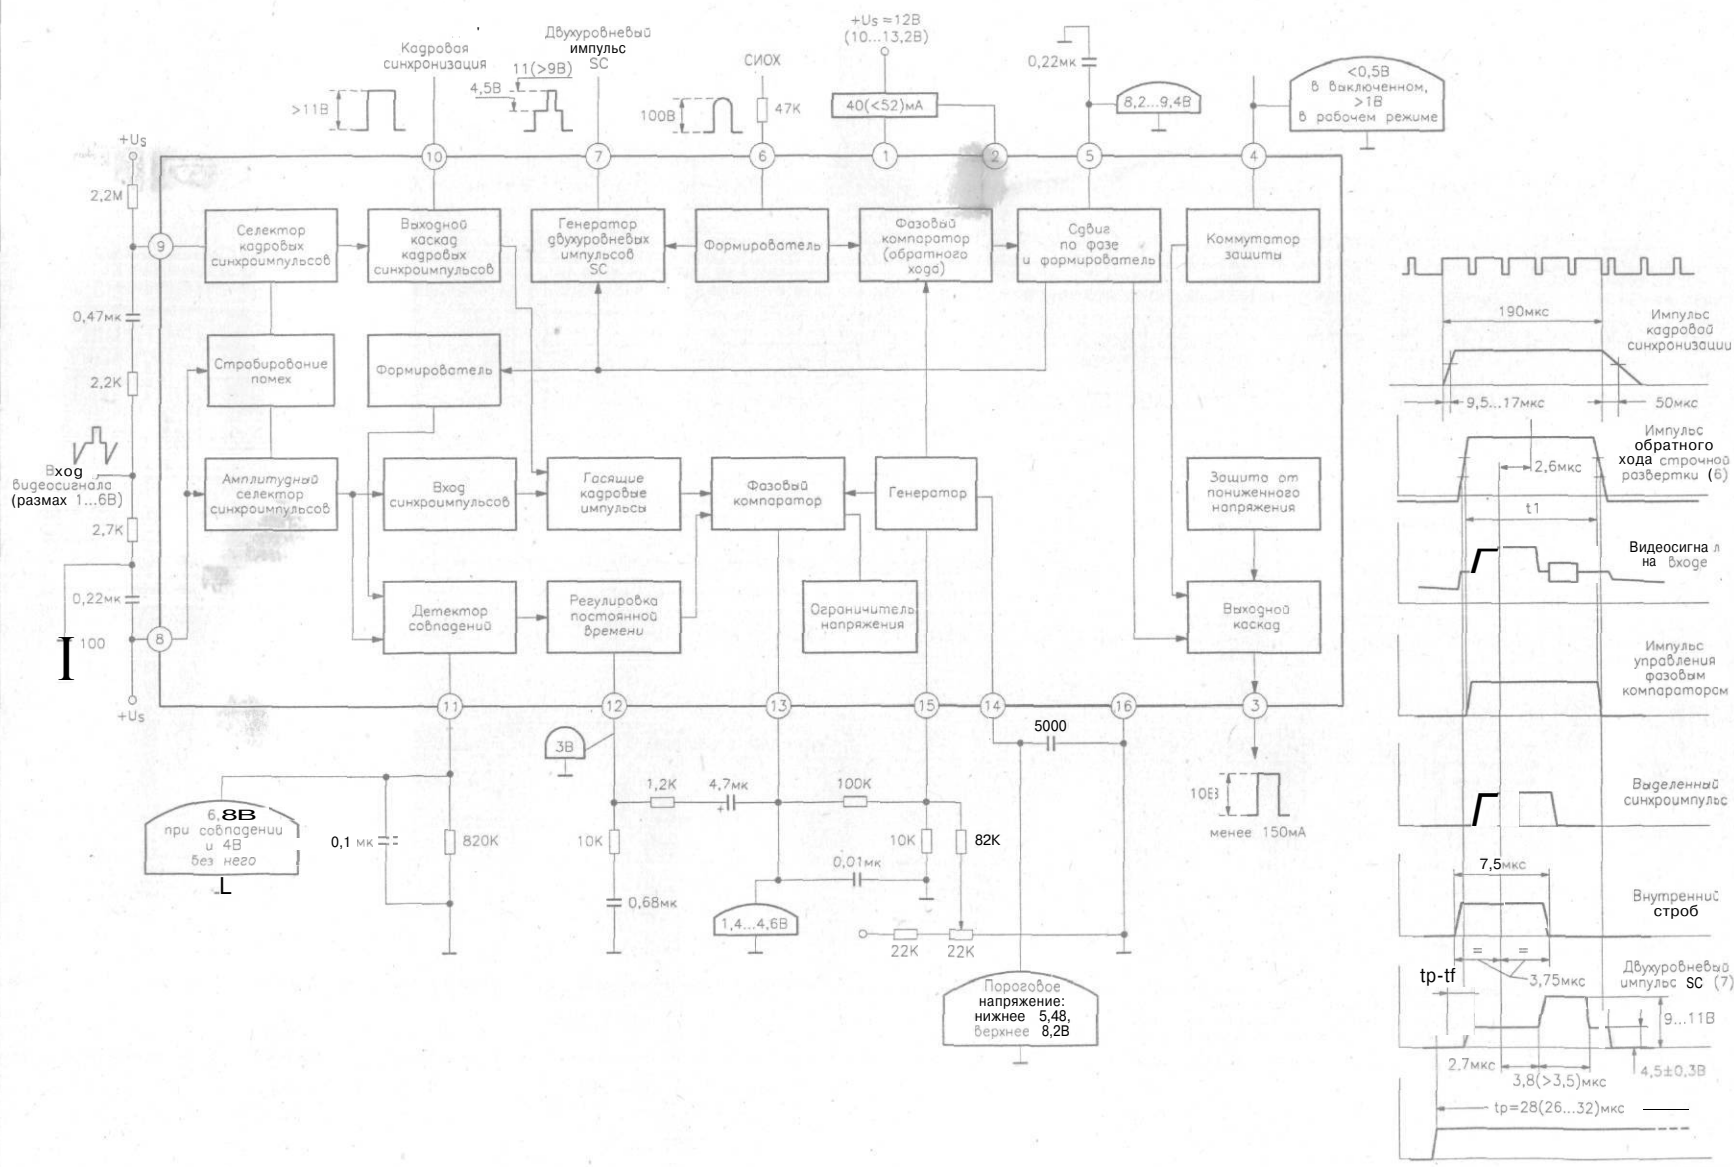 Кадровая
синхронизация
>11В
Двухуровневый
импульс
SC
11(>9В)
4,5В
СИОХ
100В
47К
+Us =12В
(10...13,2В)
40(<52)мА
0,22мк
8,2...9,4В
<0,5В
в выключенном,
>1В
в рабочем режиме
10
7
6
1
2
5
4
+Us
2,2М
9
0,47мк
2,2К
Вход
видеосигнала
(размах 1...6В)
2,7К
0,22мк
100
8
+Us
Селектор
кадровых
синхроимпульсов
Выходной
каскад
кадровых
синхроимпульсов
Генератор
двухуровневых
импульсов
SC
Формирователь
Фазовый
компаратор
(обратного
хода)
Сдвиг
по фазе
и формирователь
Коммутатор
защиты
Стробирование
помех
Формирователь
Амплитудный
селектор
синхроимпульсов
Вход
синхроимпульсов
Гасящие
кадровые
импульсы
Фазовый
компаратор
Генератор
Защита от
пониженного
напряжения
Детектор
совпадений
Регулировка
постоянной
времени
Ограничитель
напряжения
Выходной
каскад
11
12
13
15
14
16
3
6,8В
при совпадении
и 4В
без него
0,1 мк
820К
3В
1,2К
4,7мк
+
100К
10К
0,68мк
10К
82К
0,01мк
1,4...4,6В
22К
22К
5000
Пороговое
напряжение:
нижнее 5,48,
верхнее 8,2В
10В
менее 150мА
190мкс
Импульс
кадровой
синхронизации
9,5...17мкс
50мкс
Импульс
обратного
хода строчной
развертки (6)
2,6мкс
t1
Видеосигнал
на входе
Импульс
управления
фазовым
компаратором
Выделенный
синхроимпульс
7,5мкс
Внутренний
строб
=
=
3,75мкс
tp-tf
Двухуровневый
импульс SC (7)
9...11В
2,7мкс
3,8(>3,5)мкс
4,5±0,3В
tp=28(26...32)мкс